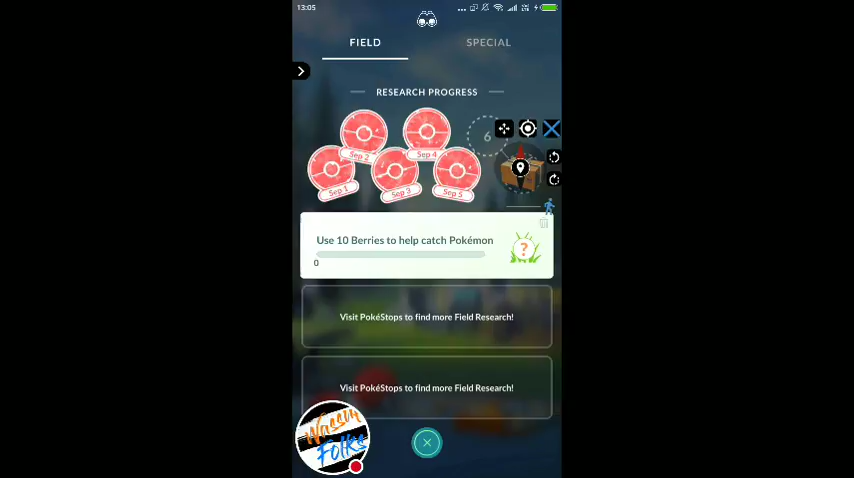 13:05
FIELD
SPECIAL
RESEARCH PROGRESS
Sep 1
Sep 2
Sep 3
Sep 4
Sep 5
6
Use 10 Berries to help catch Pokémon
?
0
Visit PokéStops to find more Field Research!
Visit PokéStops to find more Field Research!
Wassup
Folks